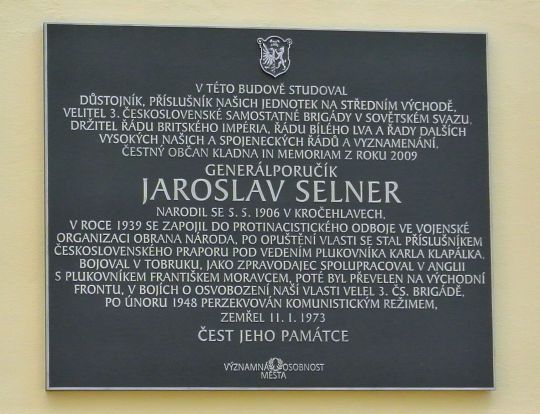 V TÉTO BUDOVĚ STUDOVAL
DŮSTOJNÍK, PŘÍSLUŠNÍK NAŠICH JEDNOTEK NA STŘEDNÍM VÝCHODĚ,
VELITEL 3. ČESKOSLOVENSKÉ SAMOSTATNÉ BRIGÁDY V SOVĚTSKÉM SVAZU,
DRŽITEL ŘÁDU BRITSKÉHO IMPÉRIA, ŘÁDU BÍLÉHO LVA A ŘADY DALŠÍCH
VYSOKÝCH NAŠICH A SPOJENECKÝCH ŘÁDŮ A VYZNAMENÁNÍ,
ČESTNÝ OBČAN KLADNA IN MEMORIAM Z ROKU 2009
GENERÁLPORUČÍK
JAROSLAV SELNER
NARODIL SE 5. 5. 1906 V KROČEHLAVECH,
V ROCE 1939 SE ZAPOJIL DO PROTINACISTICKÉHO ODBOJE VE VOJENSKÉ
ORGANIZACI OBRANA NÁRODA, PO OPUŠTĚNÍ VLASTI SE STAL PŘÍSLUŠNÍKEM
ČESKOSLOVENSKÉHO PRAPORU POD VEDENÍM PLUKOVNÍKA KARLA KLAPÁLKA.
BOJOVAL V TOBRUKU, JAKO ZPRAVODAJEC SPOLUPRACOVAL V ANGLII
S PLUKOVNÍKEM FRANTIŠKEM MORAVCEM, POTÉ BYL PŘEVELEN NA VÝCHODNÍ
FRONTU, V BOJÍCH O OSVOBOZENÍ NAŠÍ VLASTI VELEL 3. ČS. BRIGÁDĚ,
PO ÚNORU 1948 PERZEKVOVÁN KOMUNISTICKÝM REŽIMEM,
ZEMŘEL 11. 1. 1973
ČEST JEHO PAMÁTCE
VÝZNAMNÁ OSOBNOST
MĚSTA